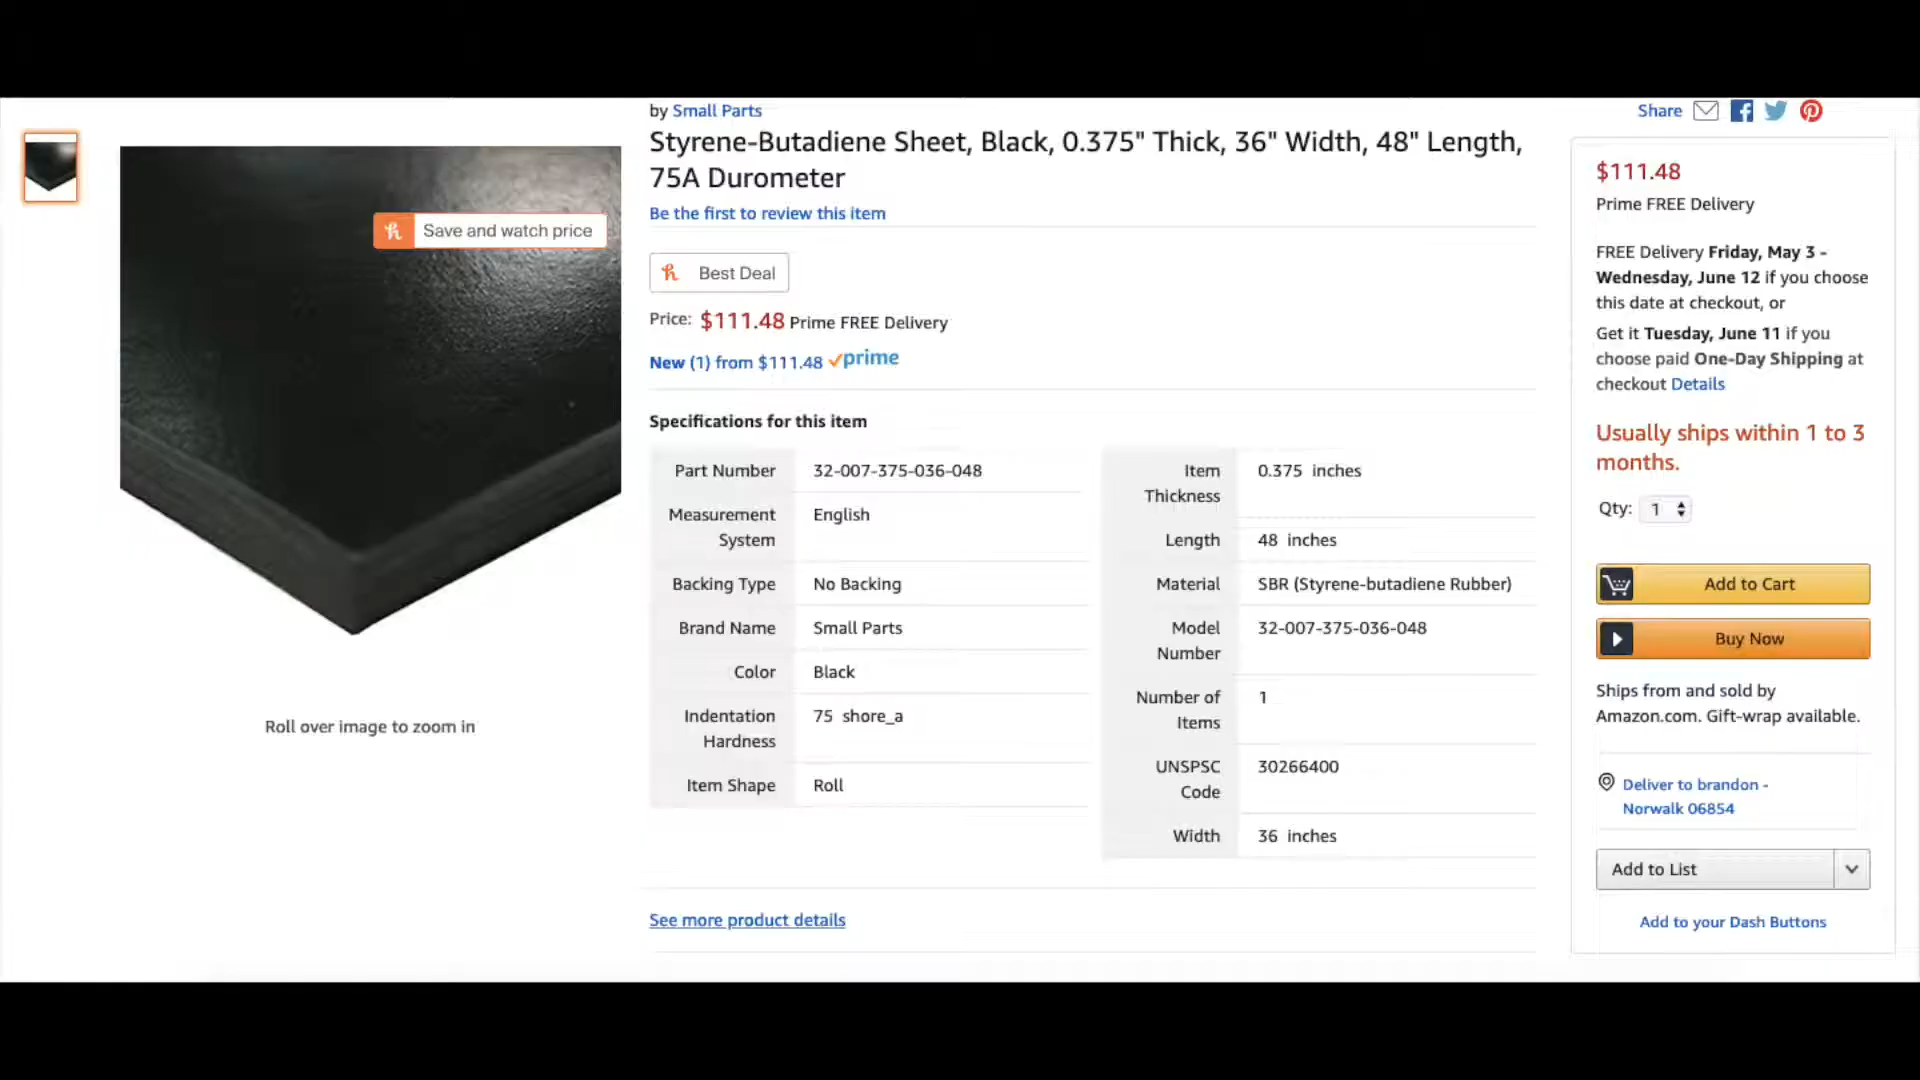 by Small Parts
Styrene-Butadiene Sheet, Black, 0.375" Thick, 36" Width, 48" Length,
75A Durometer
Be the first to review this item
Save and watch price
Best Deal
Price: $111.48 Prime FREE Delivery
New (1) from $111.48 prime
Specifications for this item
Part Number 32-007-375-036-048
Measurement
System
English
Backing Type No Backing
Brand Name Small Parts
Color Black
Indentation
Hardness
75 shore_a
Item Shape Roll
Item
Thickness
0.375 inches
Length 48 inches
Material SBR (Styrene-butadiene Rubber)
Model
Number
32-007-375-036-048
Number of
Items
1
UNSPSC
Code
30266400
Width 36 inches
See more product details
Roll over image to zoom in
Share
$111.48
Prime FREE Delivery
FREE Delivery Friday, May 3 -
Wednesday, June 12 if you choose
this date at checkout, or
Get it Tuesday, June 11 if you
choose paid One-Day Shipping at
checkout Details
Usually ships within 1 to 3
months.
Qty: 1
Add to Cart
Buy Now
Ships from and sold by
Amazon.com. Gift-wrap available.
Deliver to brandon -
Norwalk 06854
Add to List
Add to your Dash Buttons